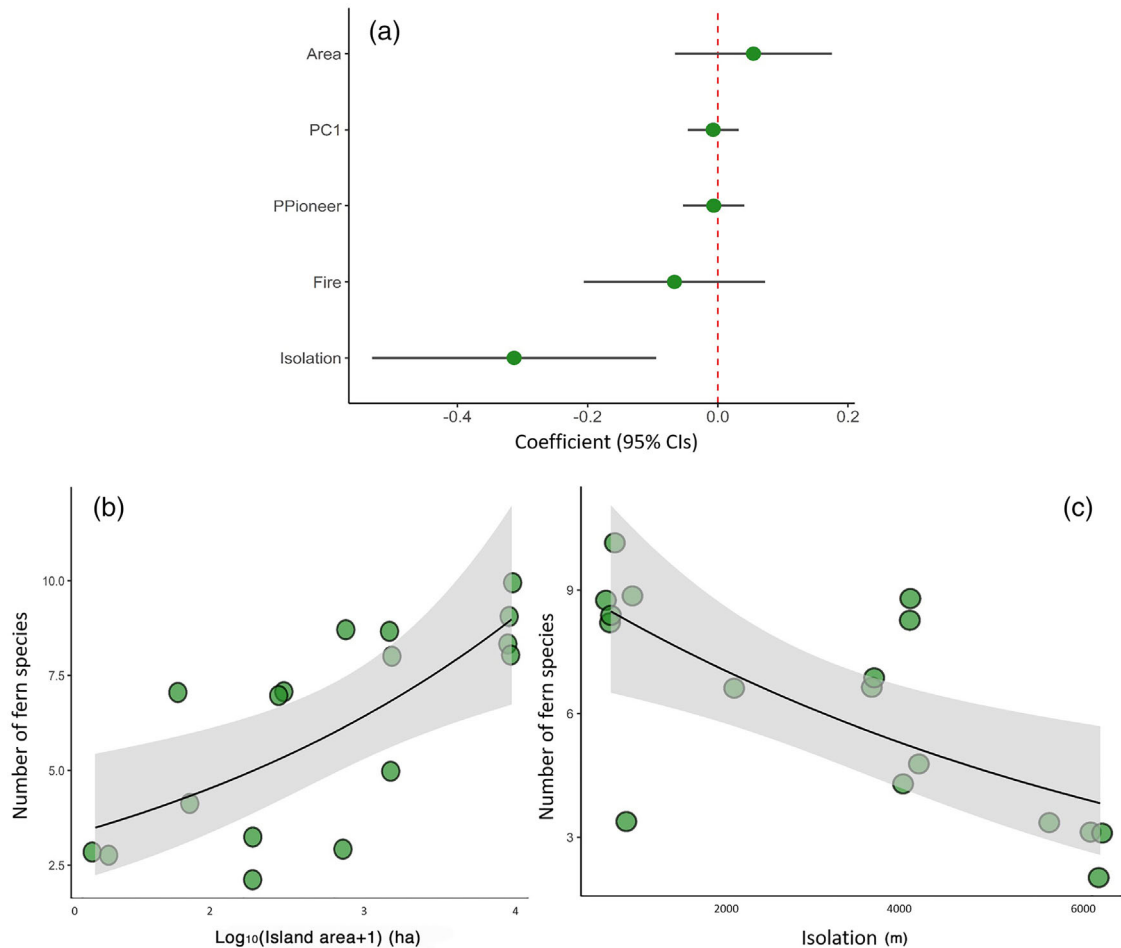 (a)
Area
PC1
PPioneer
Fire
Isolation
-0.4 -0.2 0.0 0.2
Coefficient (95% CIs)
(b)
Number of fern species
10.0
7.5
5.0
2.5
0 2 3 4
Log₁₀(Island area+1) (ha)
(c)
Number of fern species
9
6
3
2000 4000 6000
Isolation (m)